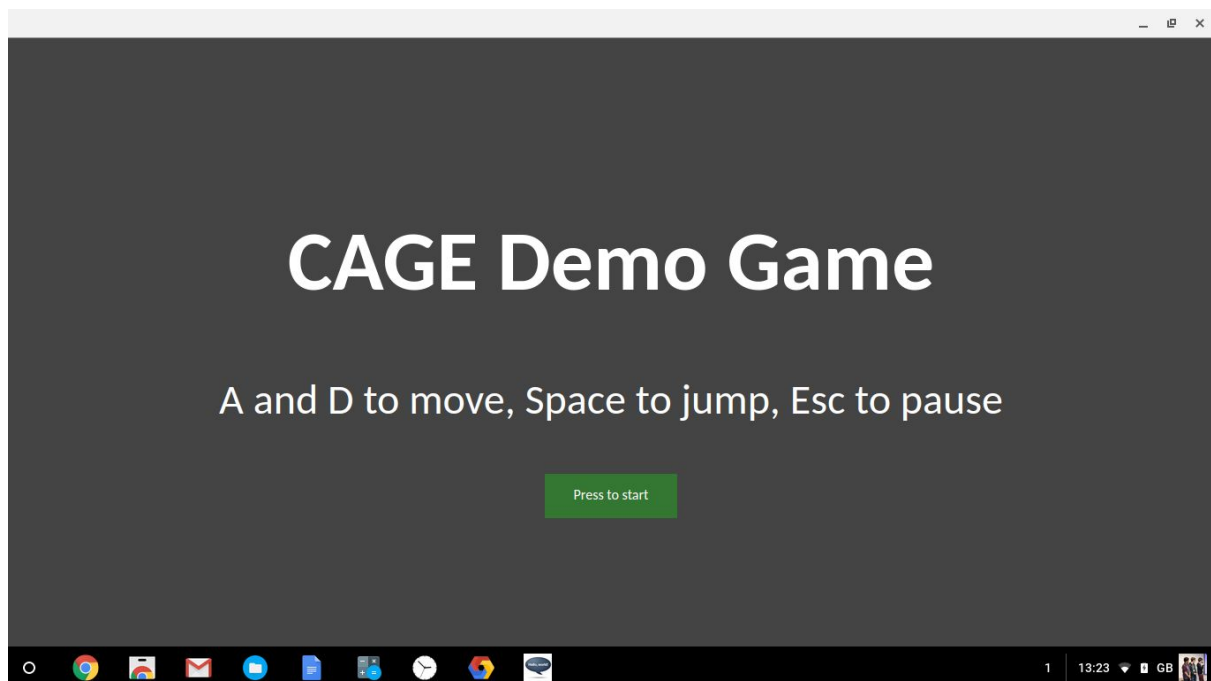 CAGE Demo Game
A and D to move, Space to jump, Esc to pause
Press to start
1
13:23
GB